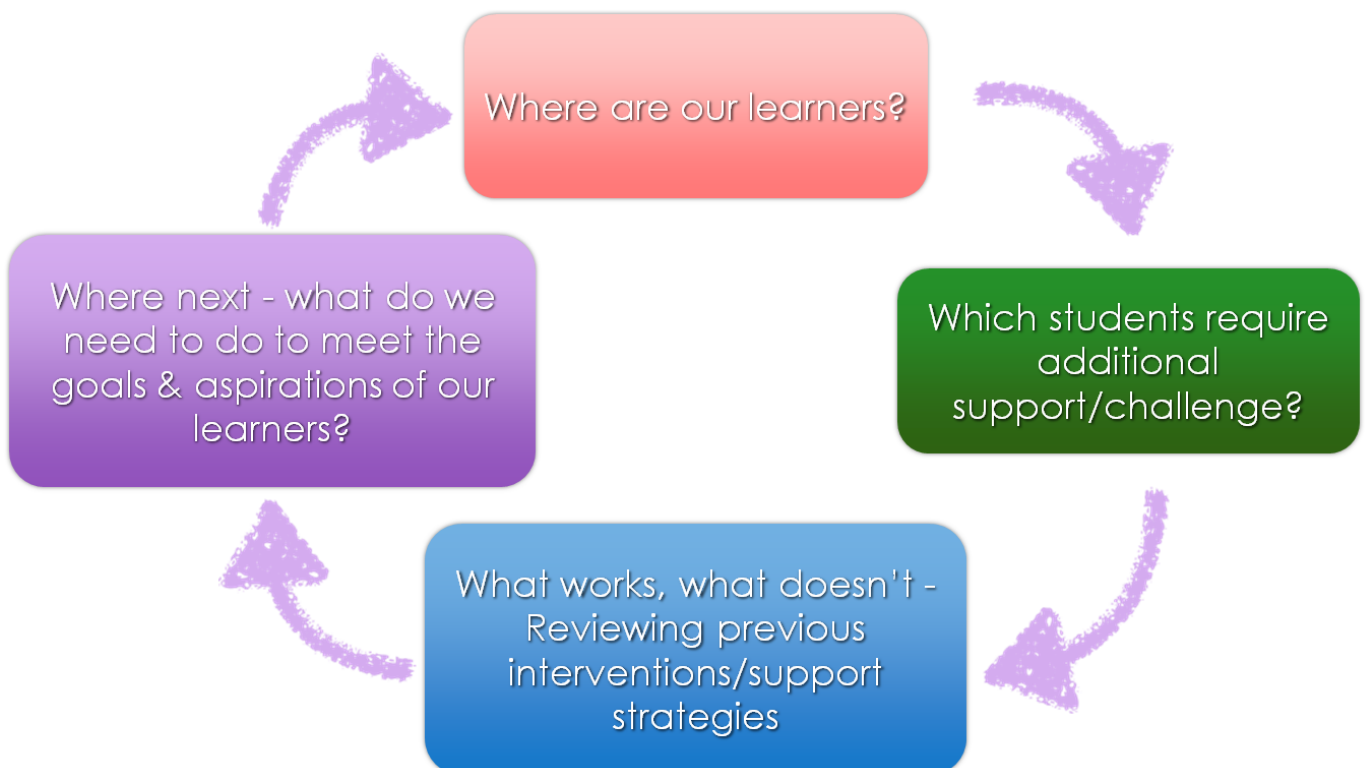 Where are our learners?
Which students require
additional
support/challenge?
What works, what doesn't -
Reviewing previous
interventions/support
strategies
Where next - what do we
need to do to meet the
goals & aspirations of our
learners?